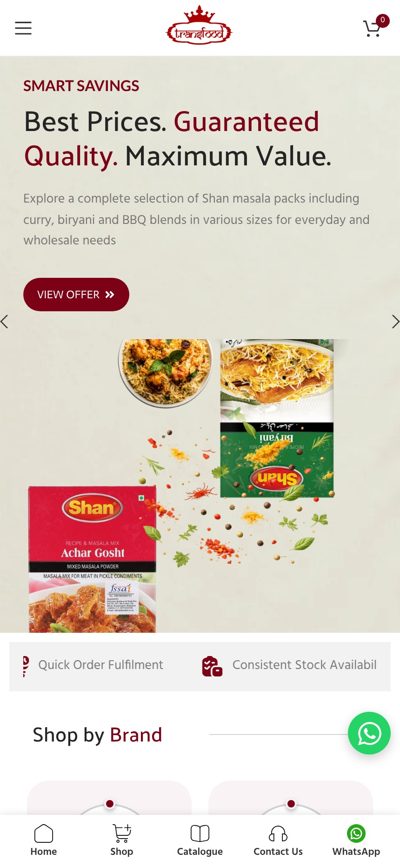 transfood
0
SMART SAVINGS
Best Prices. Guaranteed
Quality. Maximum Value.
Explore a complete selection of Shan masala packs including
curry, biryani and BBQ blends in various sizes for everyday and
wholesale needs
VIEW OFFER
Biryani
Shan
Shan
RECIPE & MASALA MIX
Achar Gosht
MIXED MASALA POWDER
MASALA MIX FOR MEAT IN PICKLE CONDIMENTS
fssai
Quick Order Fulfilment
Consistent Stock Availabil
Shop by Brand
Home
Shop
Catalogue
Contact Us
WhatsApp